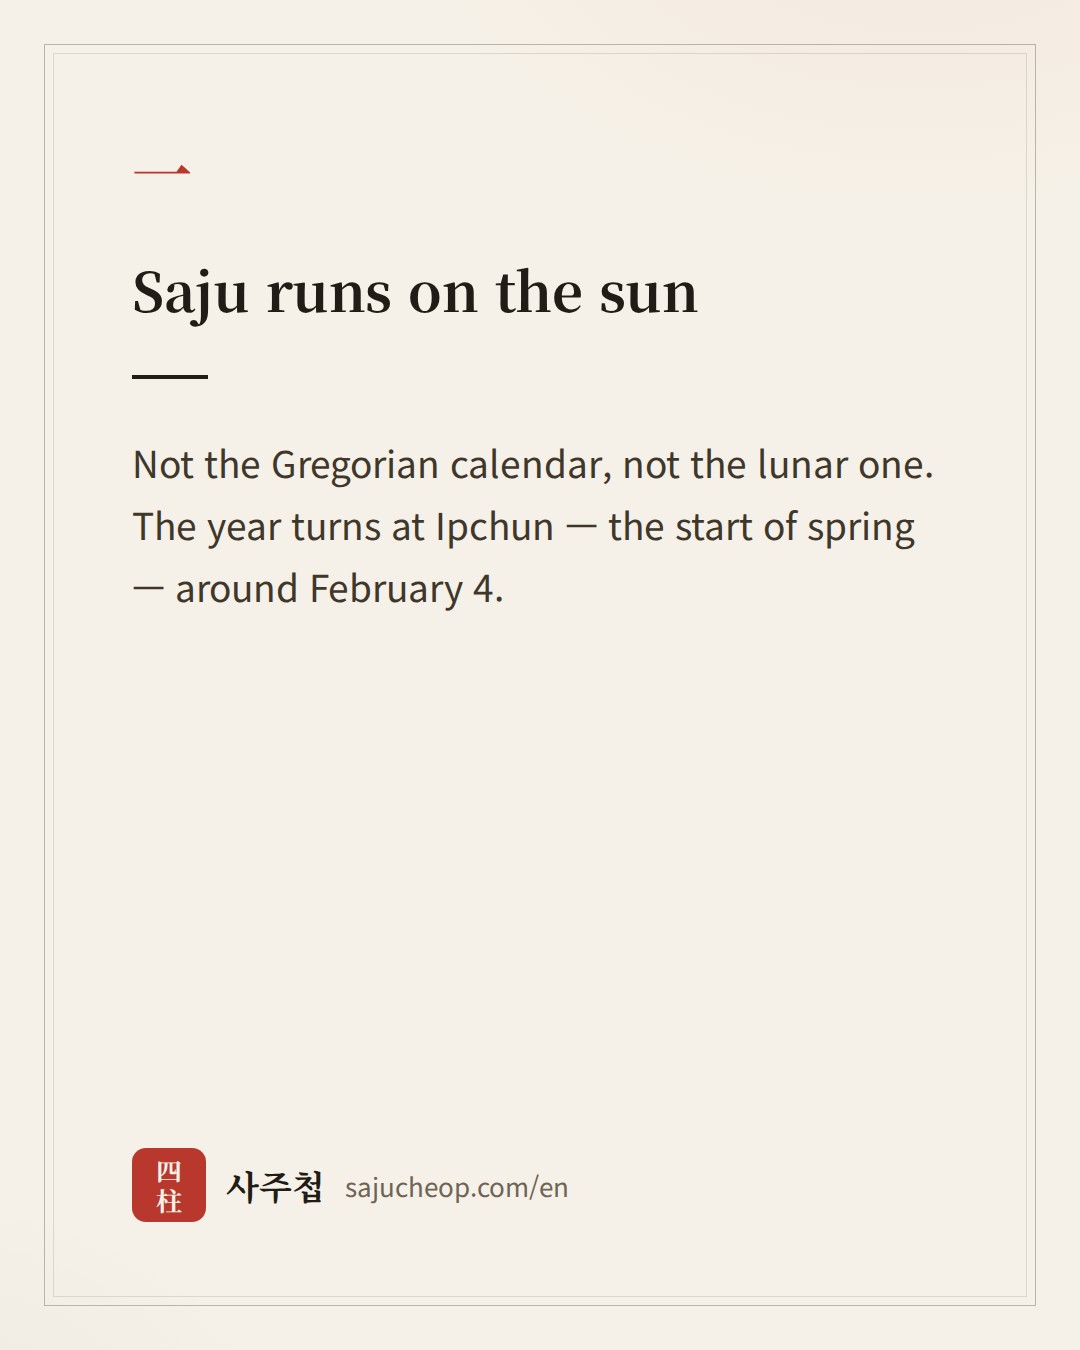 一
Saju runs on the sun
Not the Gregorian calendar, not the lunar one.
The year turns at Ipchun — the start of spring
— around February 4.
四
柱
사주첩 sajucheop.com/en